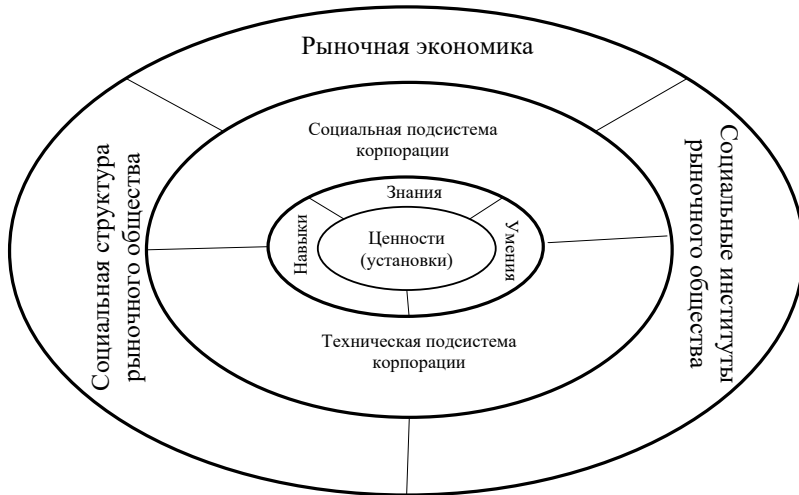 Рыночная экономика
Социальная подсистема
корпорации
Социальная структура
рыночного общества
Социальные институты
рыночного общества
Знания
Навыки
Умения
Ценности
(установки)
Техническая подсистема
корпорации